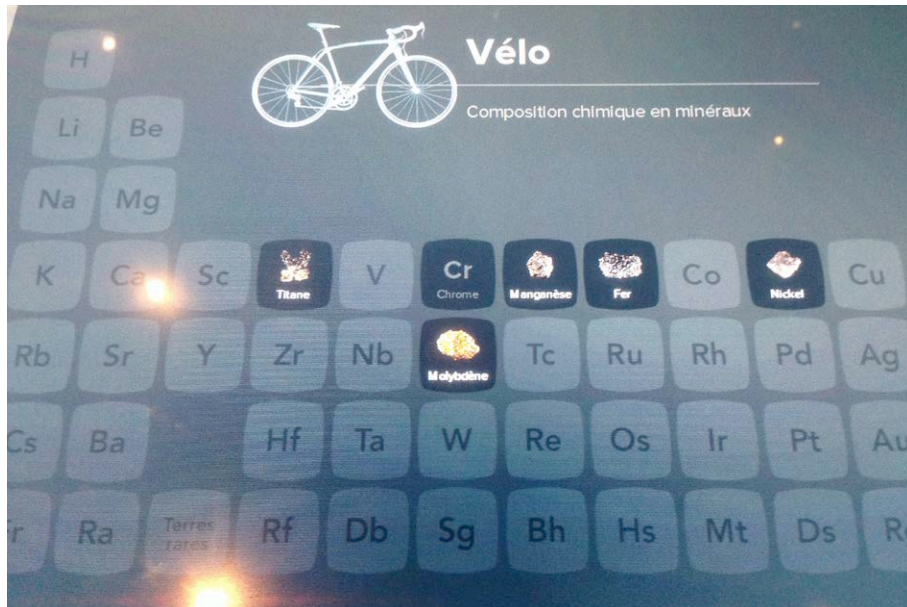 Vélo
Composition chimique en minéraux
H
Li Be
Na Mg
K Ca Sc Titane V Cr Chrome Manganèse Fer Co Nickel Cu
Rb Sr Y Zr Nb Molybdène Tc Ru Rh Pd Ag
Cs Ba Hf Ta W Re Os Ir Pt Au
Ra Terres rares Rf Db Sg Bh Hs Mt Ds